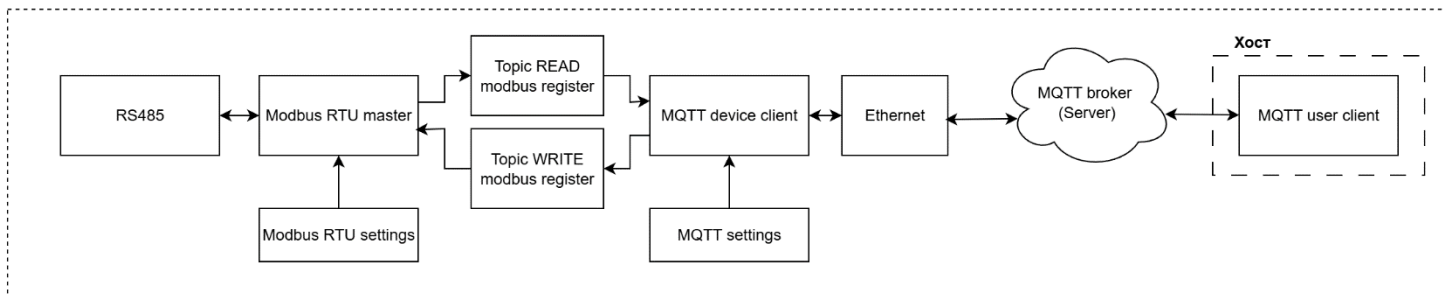 Хост
RS485
Modbus RTU master
Topic READ
modbus register
Topic WRITE
modbus register
MQTT device client
Ethernet
MQTT broker
(Server)
MQTT user client
Modbus RTU settings
MQTT settings